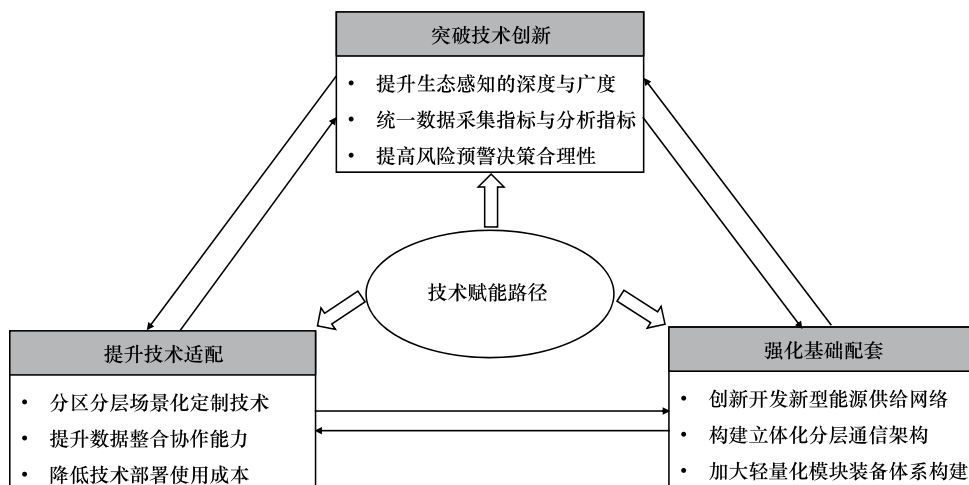 突破技术创新
• 提升生态感知的深度与广度
• 统一数据采集指标与分析指标
• 提高风险预警决策合理性
技术赋能路径
提升技术适配
• 分区分层场景化定制技术
• 提升数据整合协作能力
• 降低技术部署使用成本
强化基础配套
• 创新开发新型能源供给网络
• 构建立体化分层通信架构
• 加大轻量化模块装备体系构建